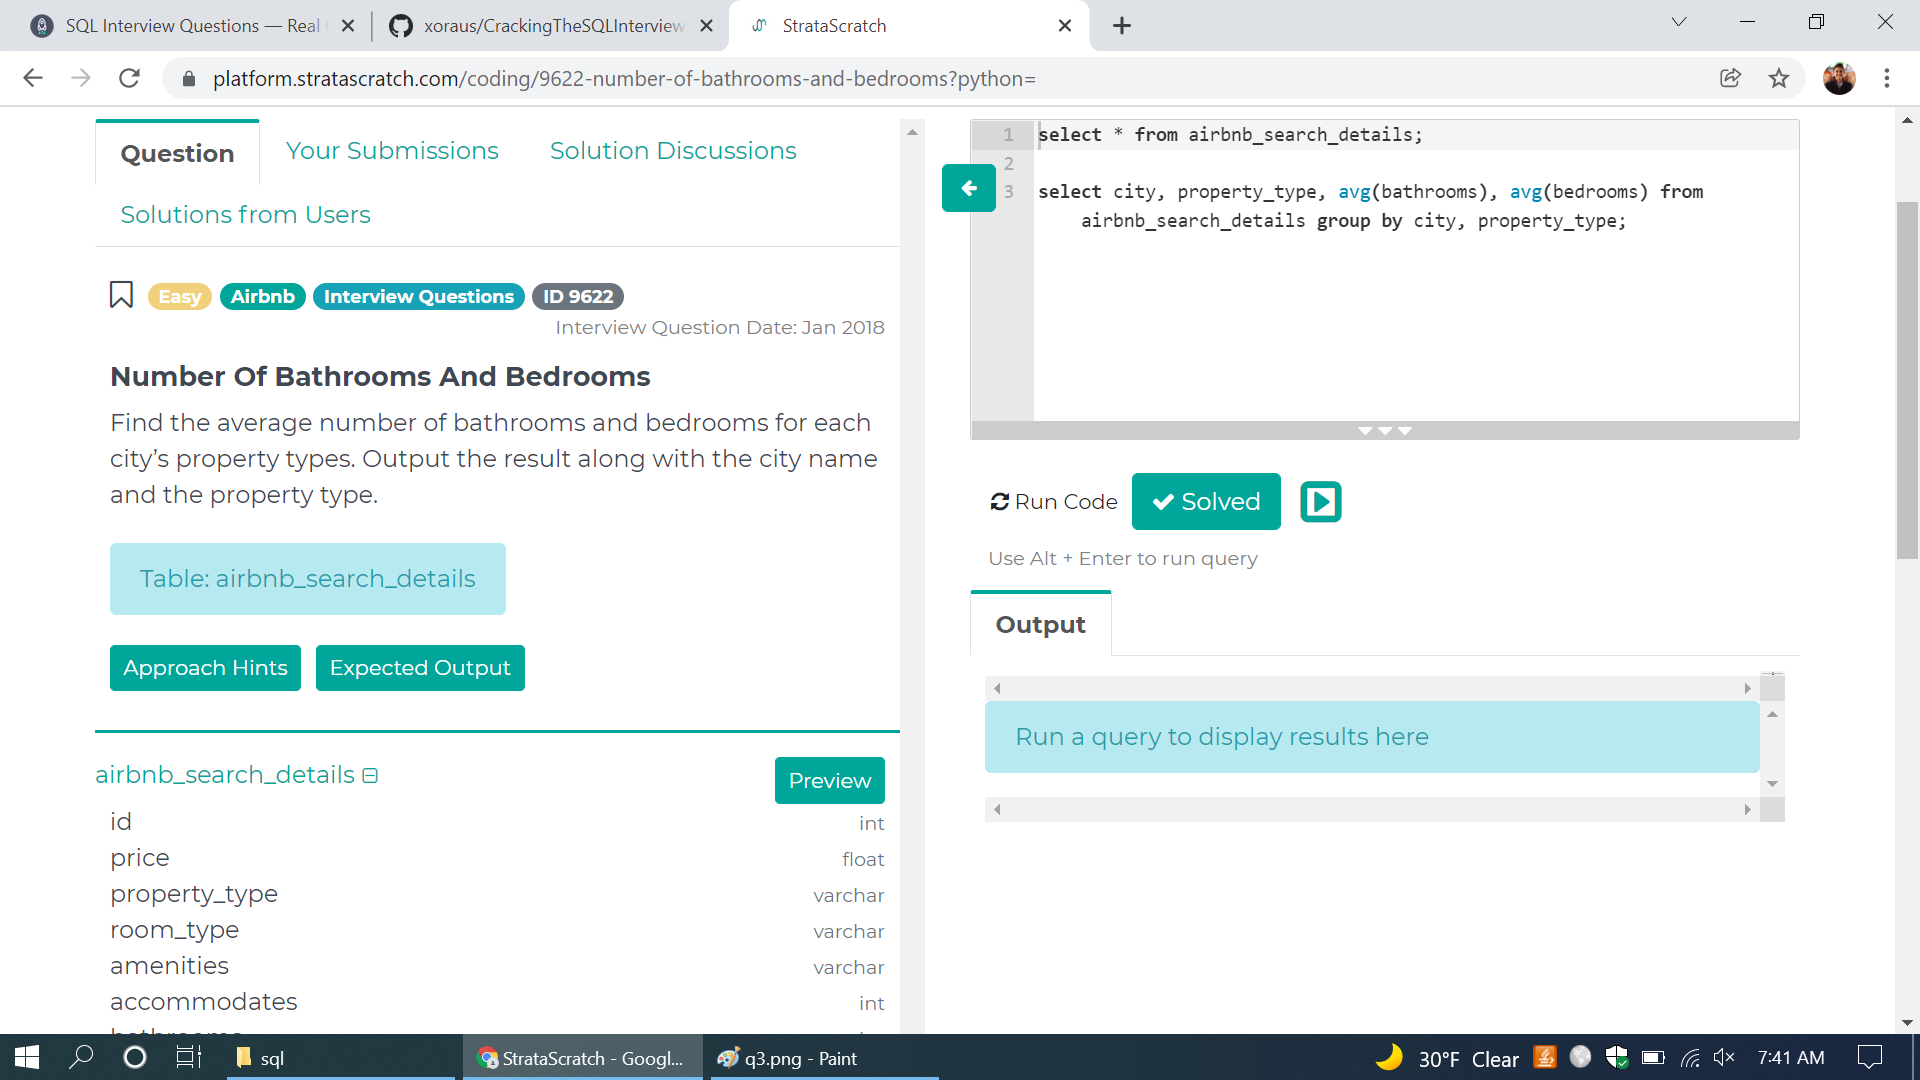 SQL Interview Questions — Real
xoraus/CrackingTheSQLInterview
StrataScratch
platform.stratascratch.com/coding/9622-number-of-bathrooms-and-bedrooms?python=
Question
Your Submissions
Solution Discussions
Solutions from Users
Easy
Airbnb
Interview Questions
ID 9622
Interview Question Date: Jan 2018
Number Of Bathrooms And Bedrooms
Find the average number of bathrooms and bedrooms for each
city’s property types. Output the result along with the city name
and the property type.
Table: airbnb_search_details
Approach Hints
Expected Output
airbnb_search_details
Preview
id int
price float
property_type varchar
room_type varchar
amenities varchar
accommodates int
1 select * from airbnb_search_details;
2
3 select city, property_type, avg(bathrooms), avg(bedrooms) from
airbnb_search_details group by city, property_type;
Run Code
Solved
Use Alt + Enter to run query
Output
Run a query to display results here
sql
StrataScratch - Googl...
q3.png - Paint
30°F Clear
7:41 AM